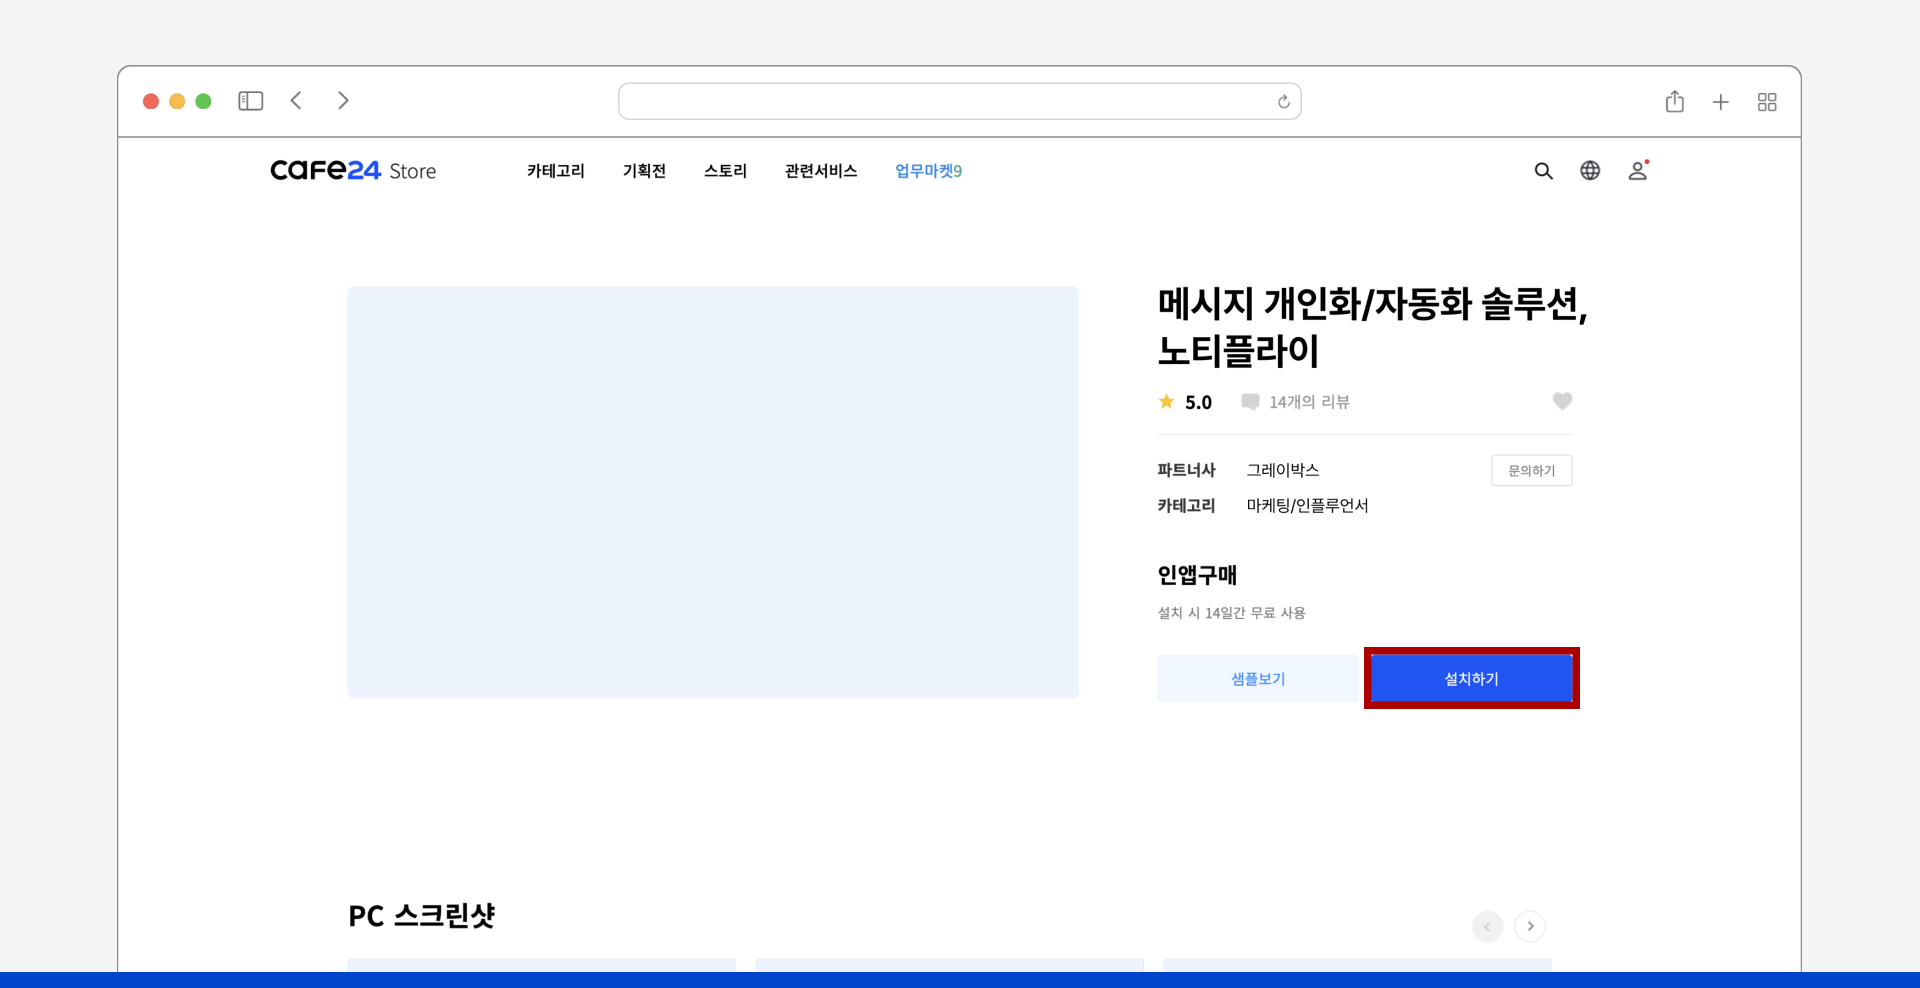 cafe24 Store 카테고리 기획전 스토리 관련서비스 업무마켓9
메시지 개인화/자동화 솔루션,
노티플라이
5.0 14개의 리뷰
파트너사 그레이박스 문의하기
카테고리 마케팅/인플루언서
인앱구매
설치 시 14일간 무료 사용
샘플보기 설치하기
PC 스크린샷